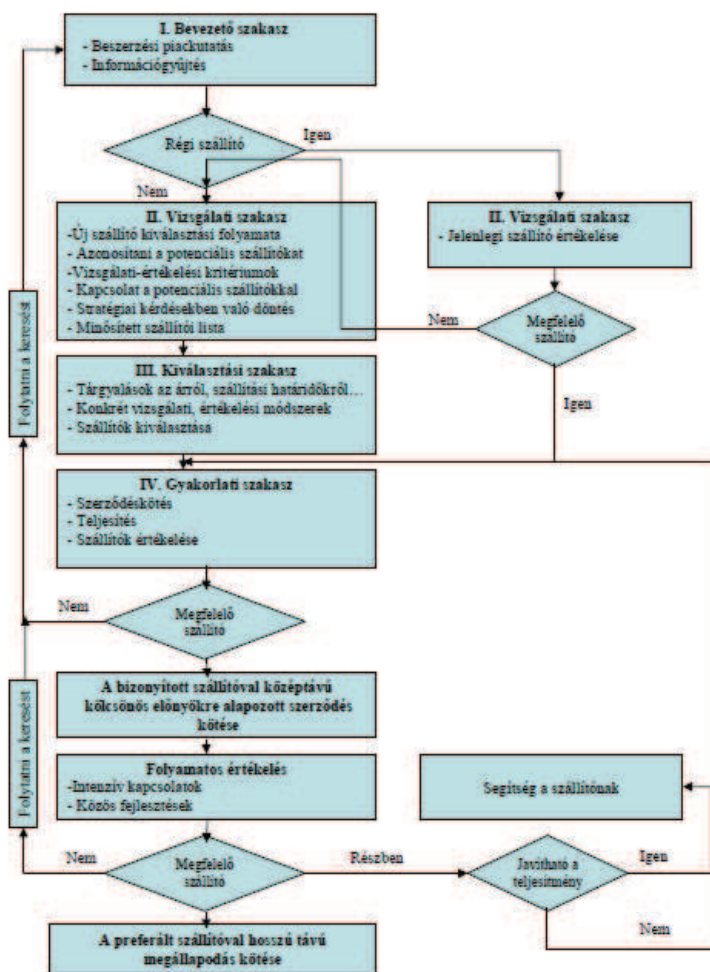 I. Bevezető szakasz
- Beszerzési piackutatás
- Információgyűjtés
Régi szállító
Igen
Nem
II. Vizsgálati szakasz
-Új szállító kiválasztási folyamata
- Azonosítani a potenciális szállítókat
-Vizsgálati-értékelési kritériumok
- Kapcsolat a potenciális szállítókkal
- Stratégiai kérdésekben való döntés
- Minősített szállítói lista
II. Vizsgálati szakasz
- Jelenlegi szállító értékelése
Nem
Megfelelő
szállító
Igen
Folytatni a keresést
III. Kiválasztási szakasz
- Tárgyalások az árról, szállítási határidőkről…
- Konkrét vizsgálati, értékelési módszerek
- Szállítók kiválasztása
IV. Gyakorlati szakasz
- Szerződéskötés
- Teljesítés
- Szállítók értékelése
Nem
Megfelelő
szállító
A bizonyított szállítóval középtávú
kölcsönös előnyökre alapozott szerződés
kötése
Folytatni a keresést
Folyamatos értékelés
-Intenzív kapcsolatok
- Közös fejlesztések
Segítség a szállítónak
Nem
Megfelelő
szállító
Részben
Javítható a
teljesítmény
Igen
Nem
A preferált szállítóval hosszú távú
megállapodás kötése